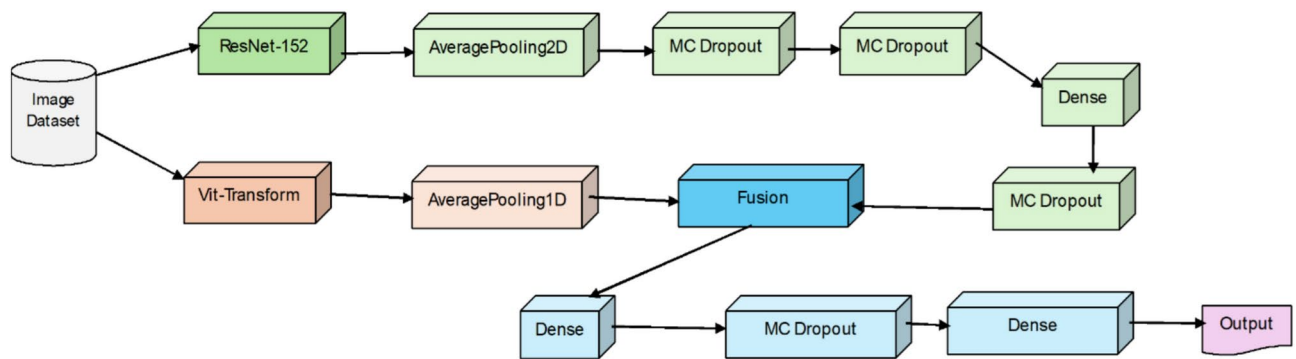 ResNet-152
AveragePooling2D
MC Dropout
MC Dropout
Image
Dataset
Dense
Vit-Transform
AveragePooling1D
Fusion
MC Dropout
Dense
MC Dropout
Dense
Output